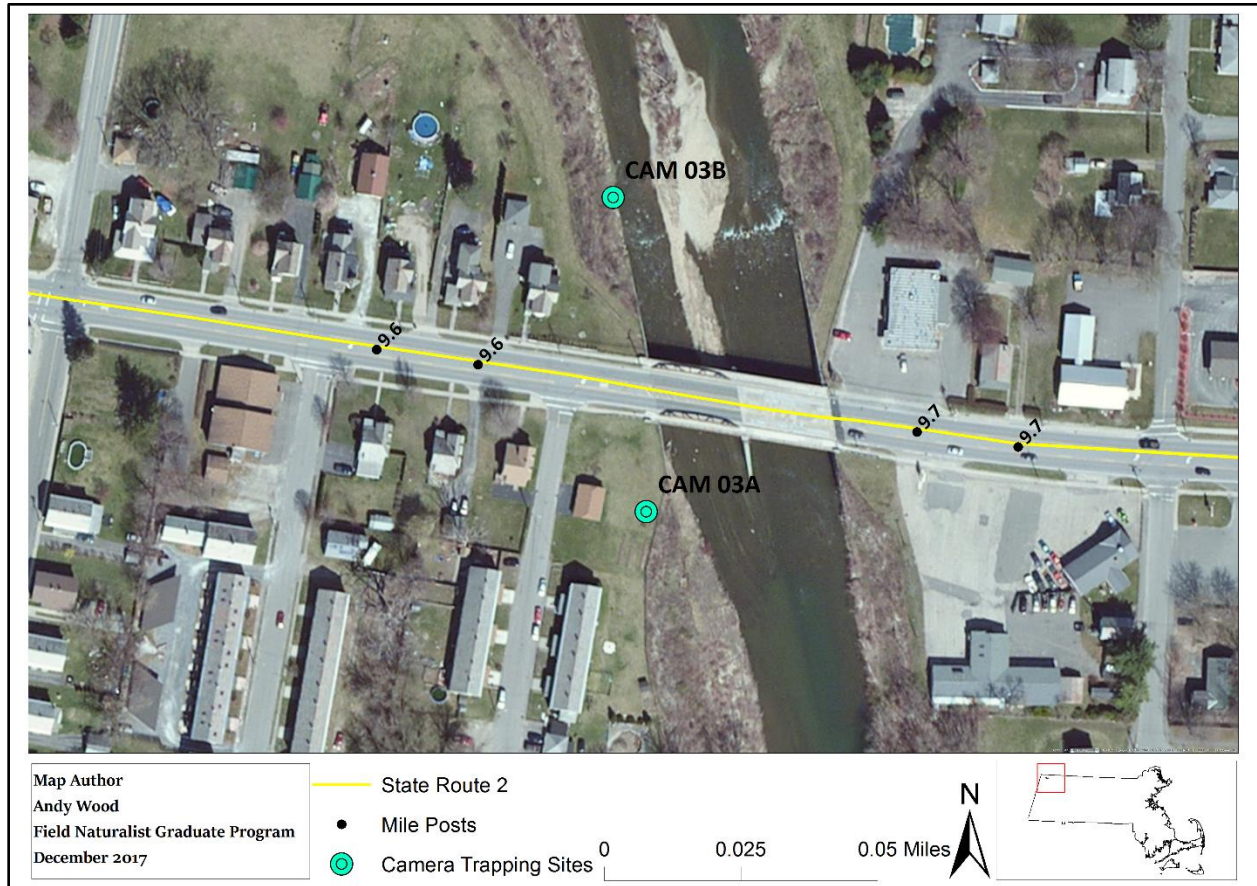 CAM 03B
9.6
9.6
9.7
9.7
CAM 03A
Map Author
Andy Wood
Field Naturalist Graduate Program
December 2017
State Route 2
Mile Posts
Camera Trapping Sites
0
0.025
0.05 Miles
N